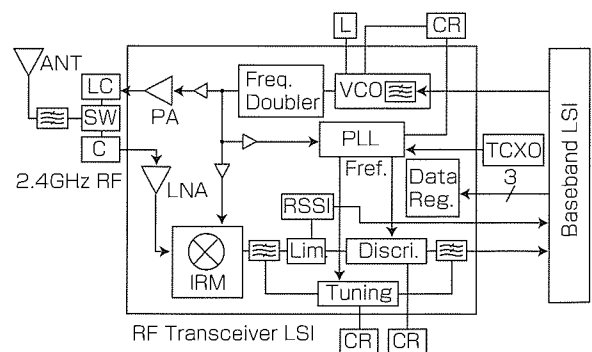 ANT
L
CR
LC
PA
Freq.
Doubler
VCO
SW
C
2.4GHz RF
LNA
PLL
Fref.
TCXO
3
Data
Reg.
RSSI
IRM
Lim.
Discri.
Tuning
CR
CR
RF Transceiver LSI
Baseband LSI